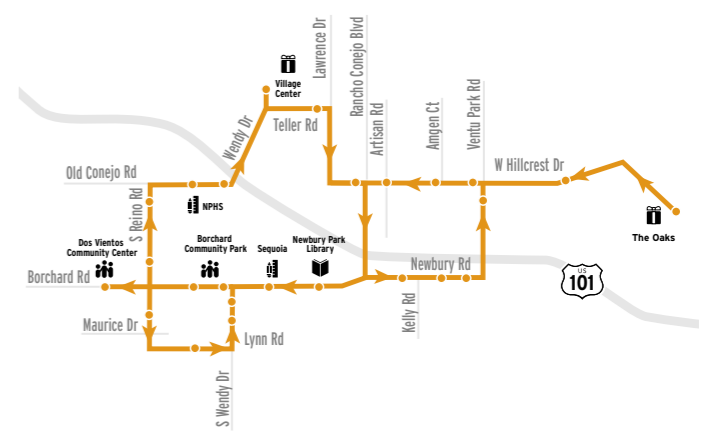 Village
Center
Lawrence Dr
Rancho Conejo Blvd
Artisan Rd
Amgen Ct
Ventu Park Rd
Teller Rd
Wendy Dr
W Hillcrest Dr
Old Conejo Rd
NPHS
S Reino Rd
The Oaks
Dos Vientos
Community Center
Borchard
Community Park
Sequoia
Newbury Park
Library
Newbury Rd
US
101
Borchard Rd
Kelly Rd
Maurice Dr
Lynn Rd
S Wendy Dr